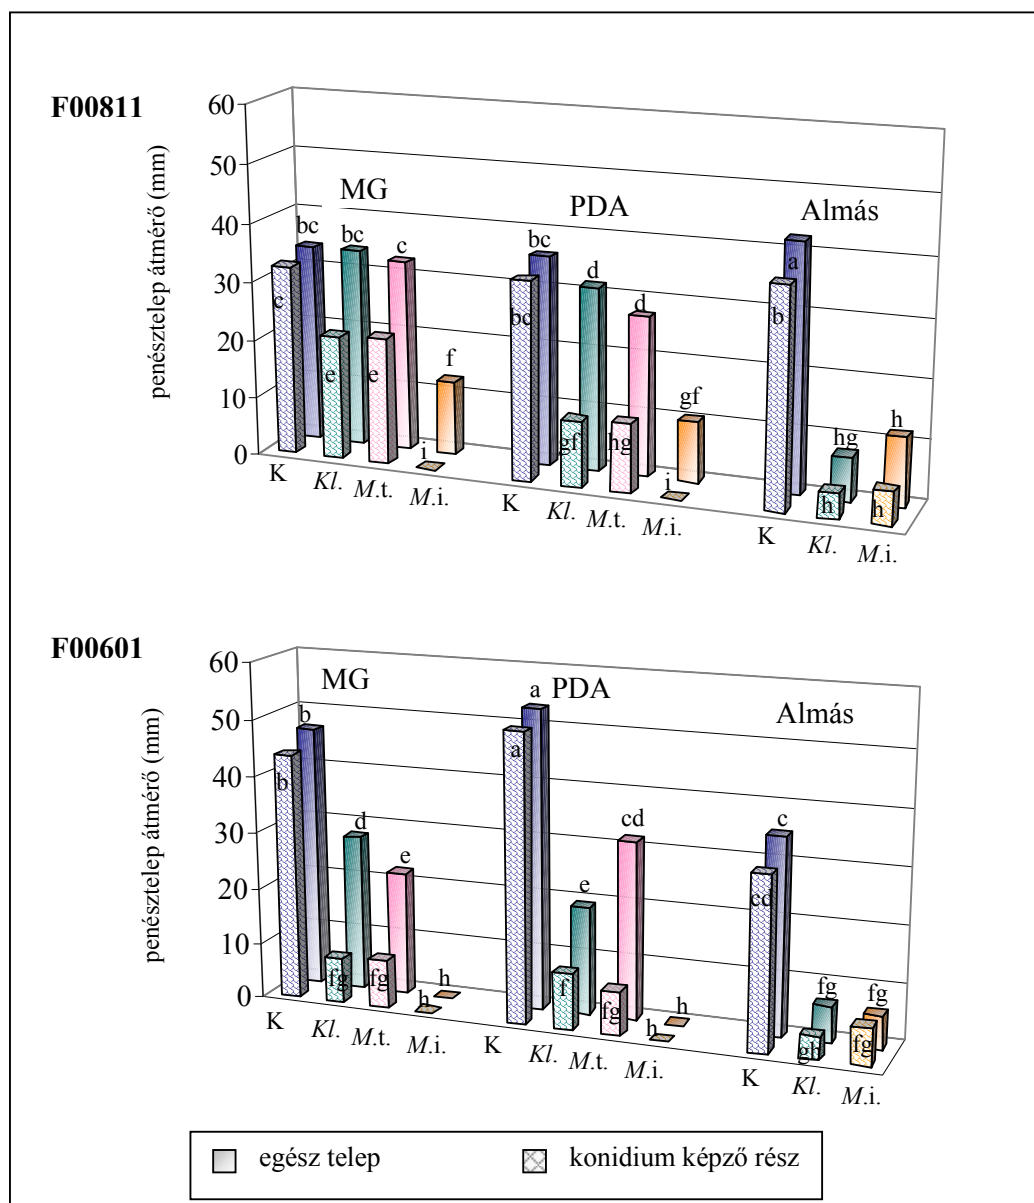 F00811
penésztelep átmérő (mm)
60
50
40
30
20
10
0
MG
PDA
Almás
bc
bc
c
c
e
e
i
f
bc
bc
d
d
gf
hg
i
gf
a
b
hg
h
h
h
K Kl. M.t. M.i. K Kl. M.t. M.i. K Kl. M.i.
F00601
penésztelep átmérő (mm)
60
50
40
30
20
10
0
MG
PDA
Almás
b
b
d
e
fg
fg
h
h
a
a
e
cd
f
fg
h
h
c
cd
fg
fg
gh
fg
K Kl. M.t. M.i. K Kl. M.t. M.i. K Kl. M.i.
egész telep konidium képző rész